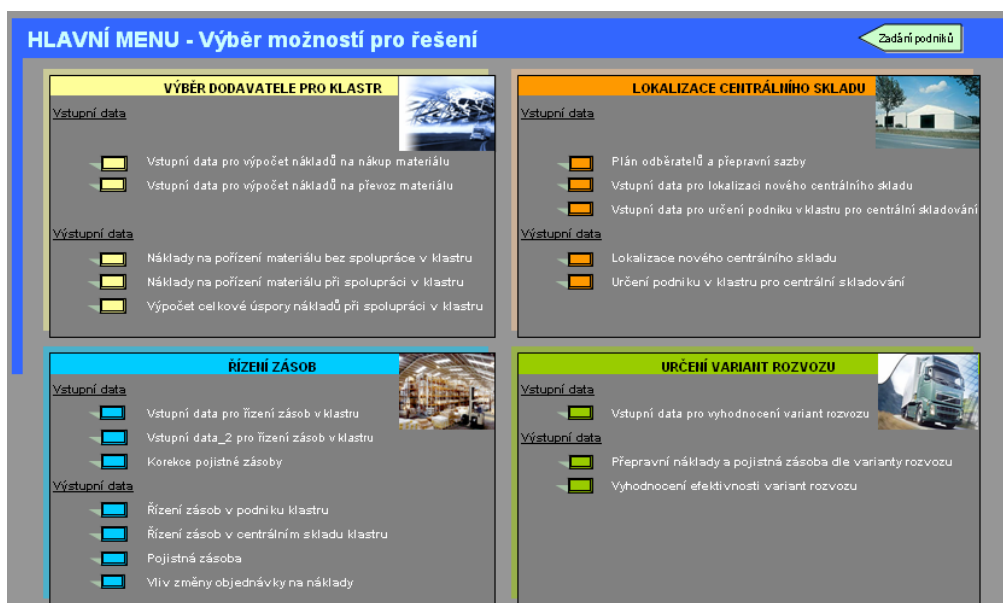 HLAVNÍ MENU - Výběr možností pro řešení
Zadání podniků
VÝBĚR DODAVATELE PRO KLASTR
Vstupní data
Vstupní data pro výpočet nákladů na nákup materiálu
Vstupní data pro výpočet nákladů na převoz materiálu
Výstupní data
Náklady na pořízení materiálu bez spolupráce v klastru
Náklady na pořízení materiálu při spolupráci v klastru
Výpočet celkové úspory nákladů při spolupráci v klastru
LOKALIZACE CENTRÁLNÍHO SKLADU
Vstupní data
Plán odběratelů a přepravní sazby
Vstupní data pro lokalizaci nového centrálního skladu
Vstupní data pro určení podniku v klastru pro centrální skladování
Výstupní data
Lokalizace nového centrálního skladu
Určení podniku v klastru pro centrální skladování
ŘÍZENÍ ZÁSOB
Vstupní data
Vstupní data pro řízení zásob v klastru
Vstupní data_2 pro řízení zásob v klastru
Korekce pojistné zásoby
Výstupní data
Řízení zásob v podniku klastru
Řízení zásob v centrálním skladu klastru
Pojistná zásoba
Vliv změny objednávky na náklady
URČENÍ VARIANT ROZVOZU
Vstupní data
Vstupní data pro vyhodnocení variant rozvozu
Výstupní data
Přepravní náklady a pojistná zásoba dle varianty rozvozu
Vyhodnocení efektivnosti variant rozvozu